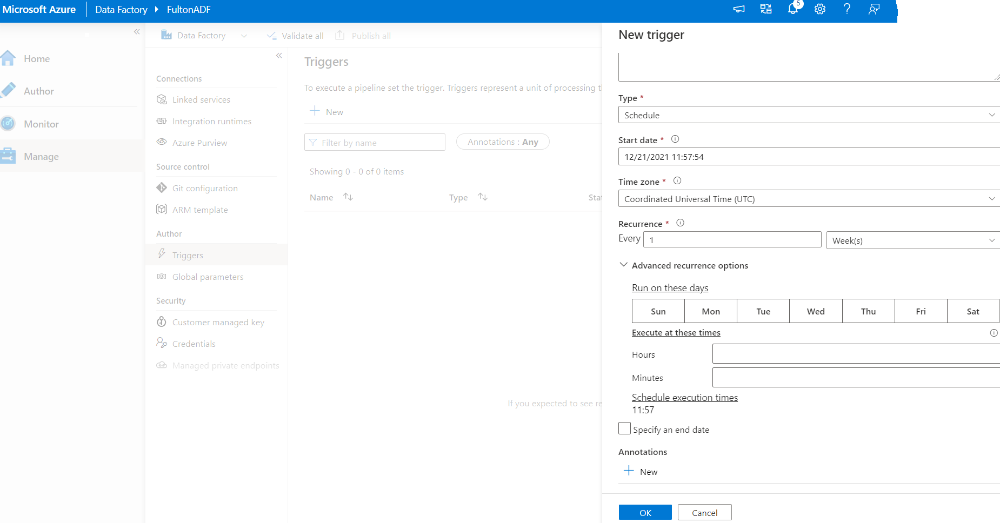 Microsoft Azure
Data Factory
FultonADF
5
Home
Author
Monitor
Manage
Data Factory
Validate all
Publish all
Connections
Linked services
Integration runtimes
Azure Purview
Source control
Git configuration
ARM template
Author
Triggers
Global parameters
Security
Customer managed key
Credentials
Managed private endpoints
Triggers
To execute a pipeline set the trigger. Triggers represent a unit of processing
New
Filter by name
Annotations : Any
Showing 0 - 0 of 0 items
Name
Type
If you expected to see
New trigger
Type *
Schedule
Start date *
12/21/2021 11:57:54
Time zone *
Coordinated Universal Time (UTC)
Recurrence *
Every 1 Week(s)
Advanced recurrence options
Run on these days
Sun Mon Tue Wed Thu Fri Sat
Execute at these times
Hours
Minutes
Schedule execution times
11:57
Specify an end date
Annotations
New
OK Cancel